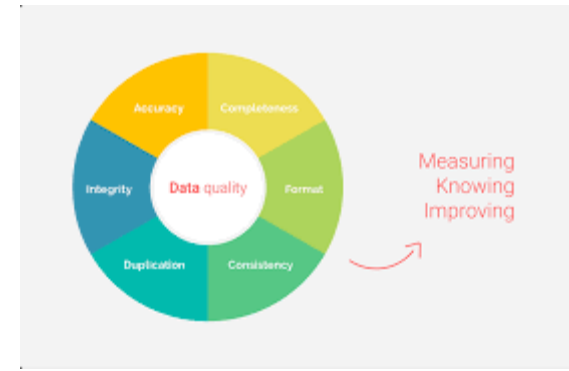 Accuracy
Completeness
Integrity
Data quality
Format
Duplication
Consistency
Measuring
Knowing
Improving